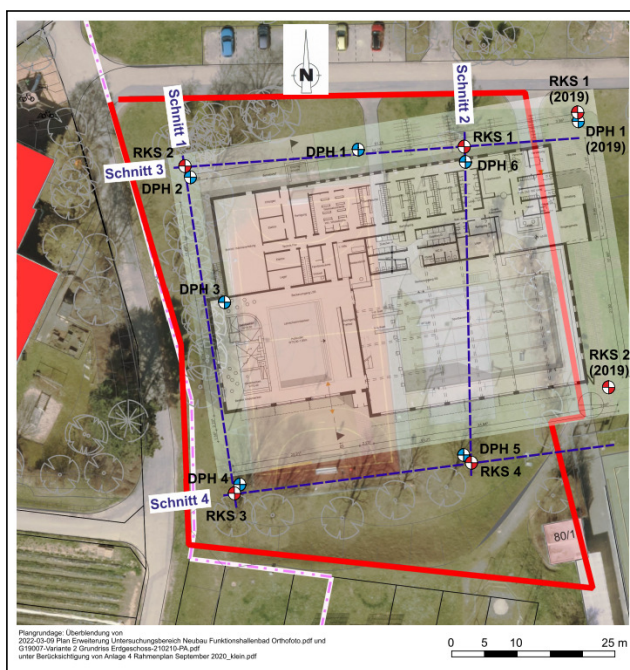 N
Schnitt 1
Schnitt 2
RKS 1
(2019)
DPH 1
(2019)
RKS 2
DPH 1
RKS 1
Schnitt 3
DPH 2
DPH 6
DPH 3
RKS 2
(2019)
DPH 5
RKS 4
DPH 4
Schnitt 4
RKS 3
80/1
Plangrundage: Überblendung von
2022-03-09 Plan Erweiterung Untersuchungsbereich Neubau Funktionshallenbad Orthofoto.pdf und
G19007-Variante 2 Grundriss Erdgeschoss-210210-PA.pdf
unter Berücksichtigung von Anlage 4 Rahmenplan September 2020_klein.pdf
0 5 10 25 m